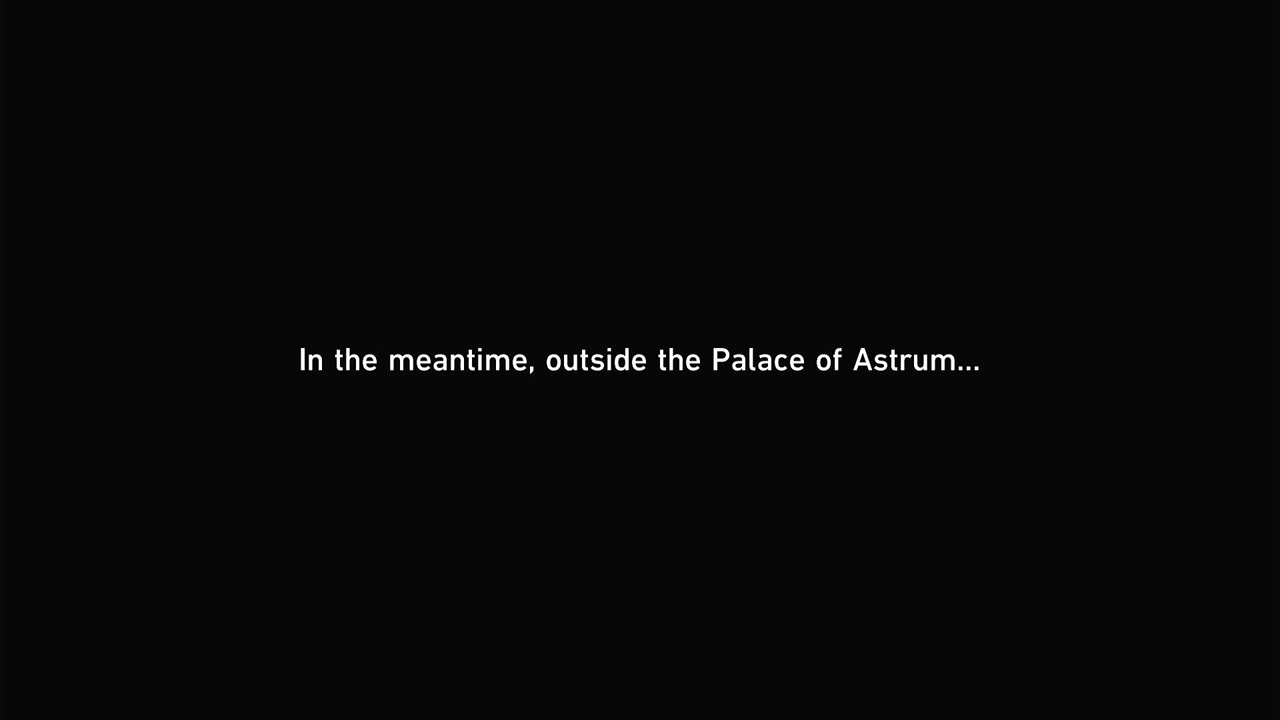 In the meantime, outside the Palace of Astrum...